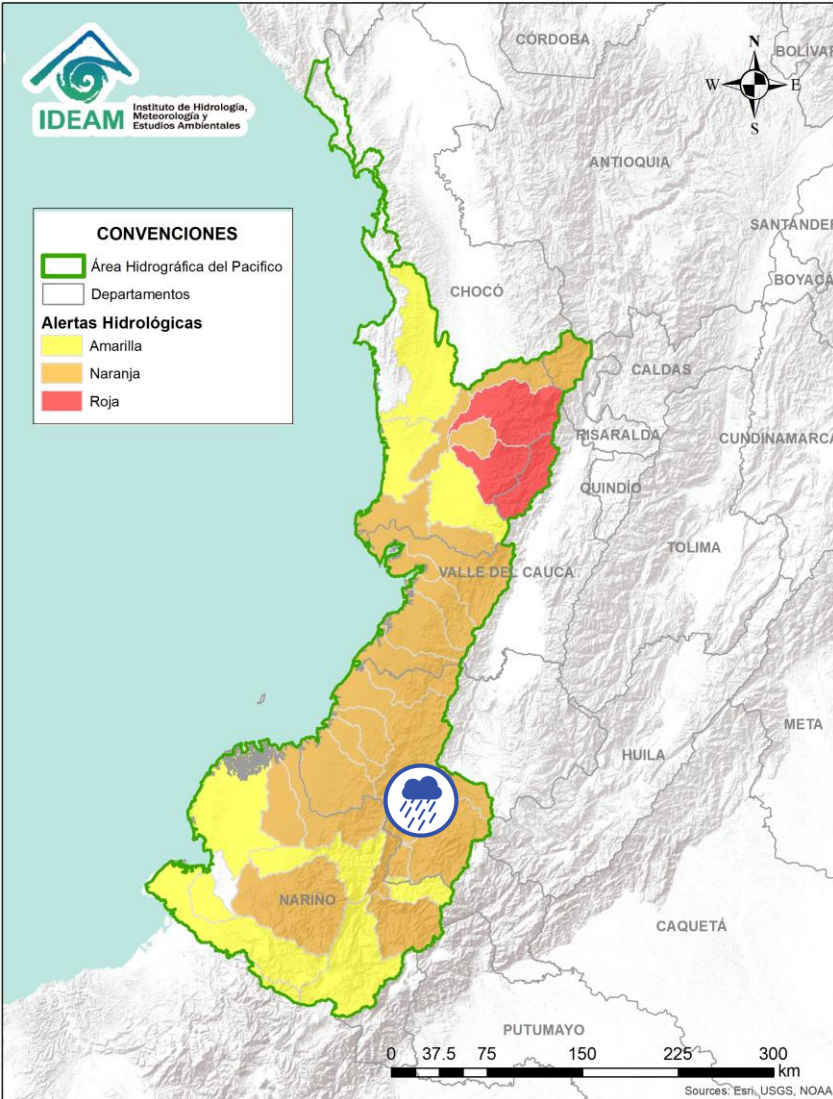 IDEAM
Instituto de Hidrología,
Meteorología y
Estudios Ambientales
CÓRDOBA
BOLÍVAR
N
W
E
S
ANTIOQUIA
SANTANDER
BOYACÁ
CONVENCIONES
Área Hidrográfica del Pacifico
Departamentos
Alertas Hidrológicas
Amarilla
Naranja
Roja
CHOCÓ
CALDAS
RISARALDA
CUNDINAMARCA
QUINDÍO
TOLIMA
VALLE DEL CAUCA
META
HUILA
NARIÑO
CAQUETÁ
PUTUMAYO
0 37.5 75 150 225 300
km
Sources: Esri, USGS, NOAA